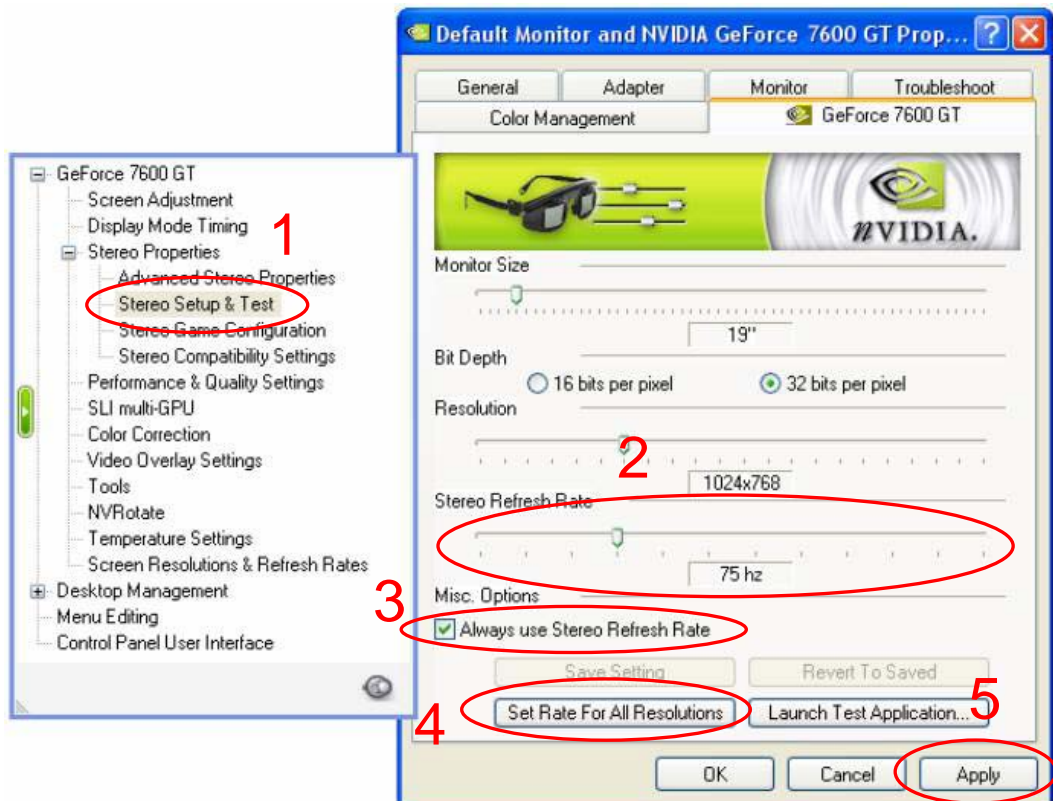 Default Monitor and NVIDIA GeForce 7600 GT Prop...
General Adapter Monitor Troubleshoot
Color Management GeForce 7600 GT
nVIDIA.
GeForce 7600 GT
Screen Adjustment
Display Mode Timing
1
Stereo Properties
Advanced Stereo Properties
Stereo Setup & Test
Stereo Game Configuration
Stereo Compatibility Settings
Performance & Quality Settings
SLI multi-GPU
Color Correction
Video Overlay Settings
Tools
NVRotate
Temperature Settings
Screen Resolutions & Refresh Rates
Desktop Management
Menu Editing
Control Panel User Interface
Monitor Size
19"
Bit Depth
16 bits per pixel 32 bits per pixel
Resolution
2
1024x768
Stereo Refresh Rate
75 hz
Misc. Options
3
Always use Stereo Refresh Rate
Save Setting Revert To Saved
4
Set Rate For All Resolutions Launch Test Application...
5
OK Cancel Apply